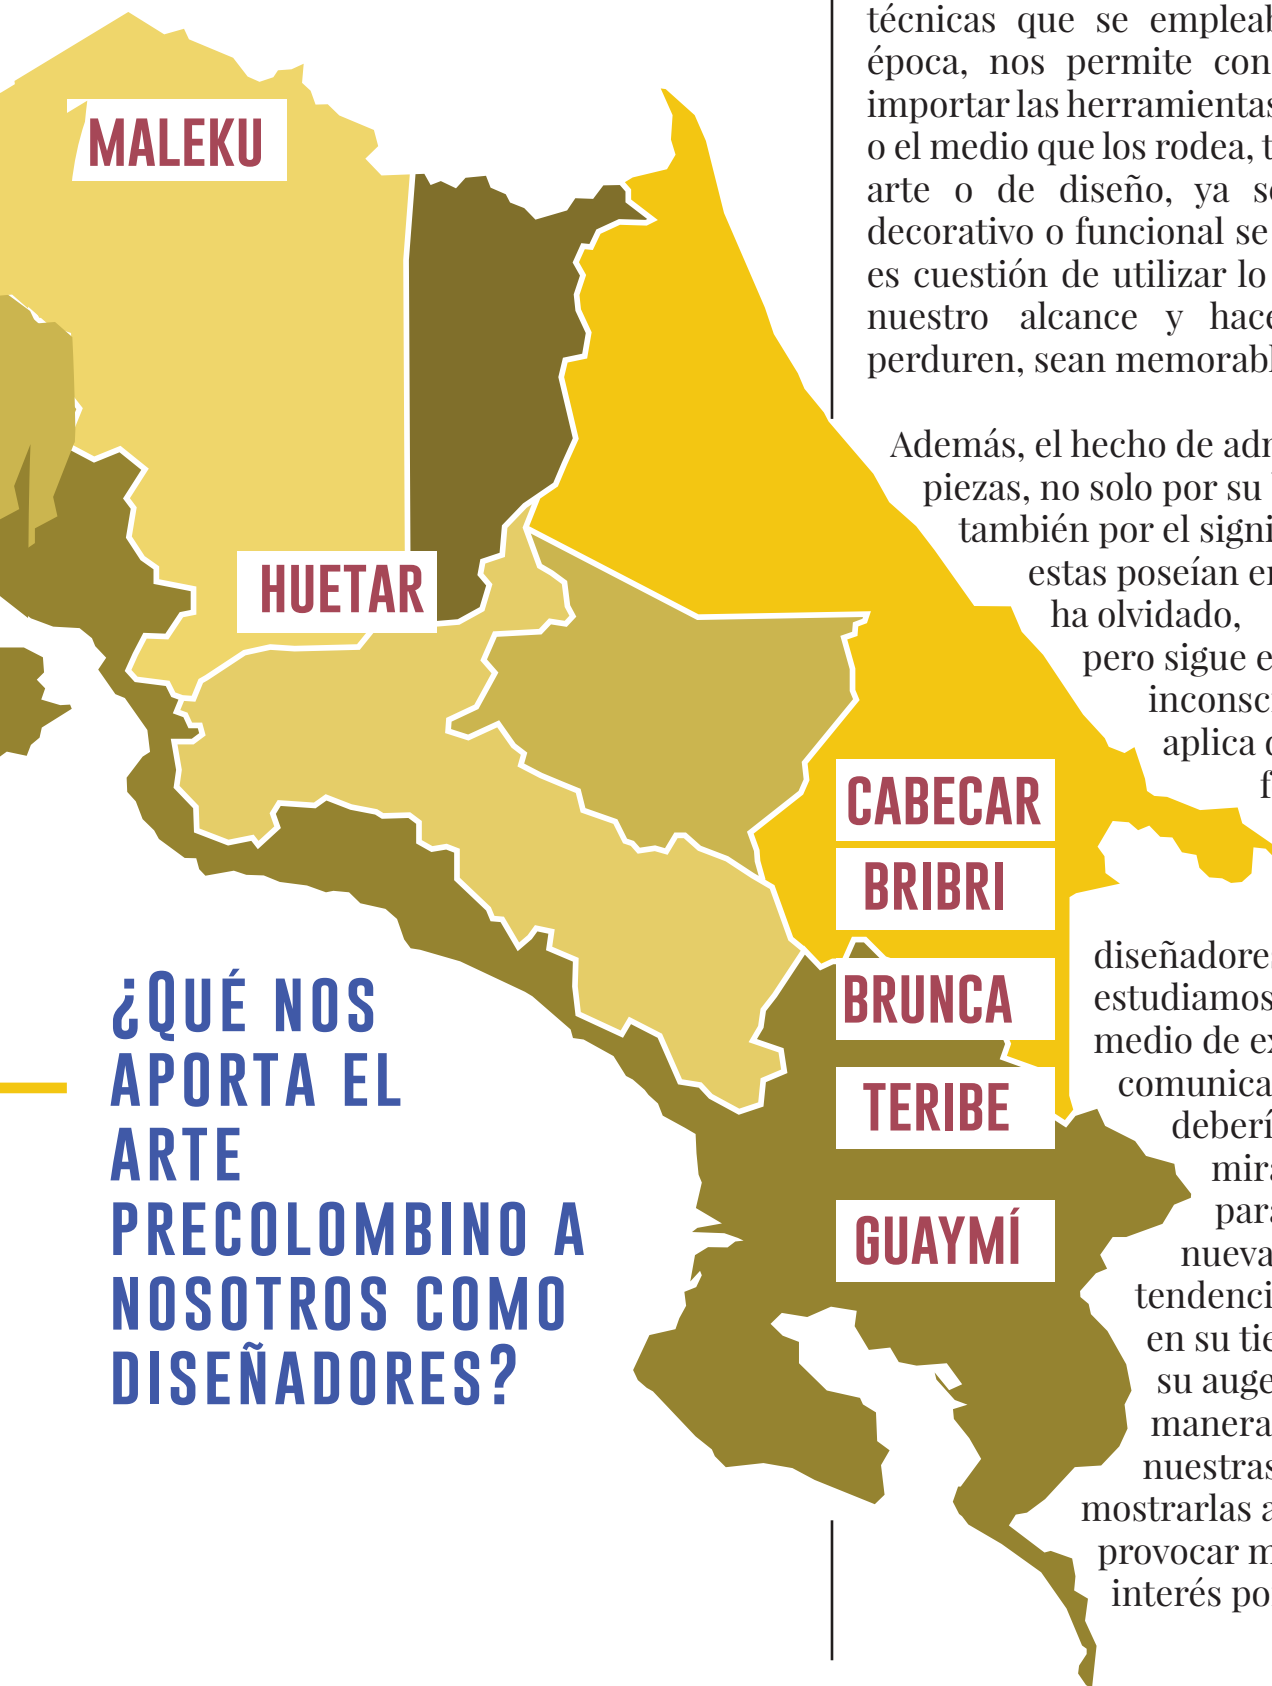 MALEKU
HUETAR
CABECAR
BRIBRI
BRUNCA
TERIBE
GUAYMÍ
¿QUÉ NOS
APORTA EL
ARTE
PRECOLOMBINO A
NOSOTROS COMO
DISEÑADORES?
técnicas que se empleab
época, nos permite con
importar las herramientas
o el medio que los rodea, t
arte o de diseño, ya se
decorativo o funcional se
es cuestión de utilizar lo
nuestro alcance y hace
perduren, sean memorabl
Además, el hecho de adm
piezas, no solo por su
también por el signi
estas poseían en
ha olvidado,
pero sigue e
inconsc
aplica
f
diseñadores
estudiamos
medio de ex
comunica
deberí
mira
para
nueva
tendenci
en su tie
su auge
manera
nuestras
mostrarlas a
provocar m
interés po